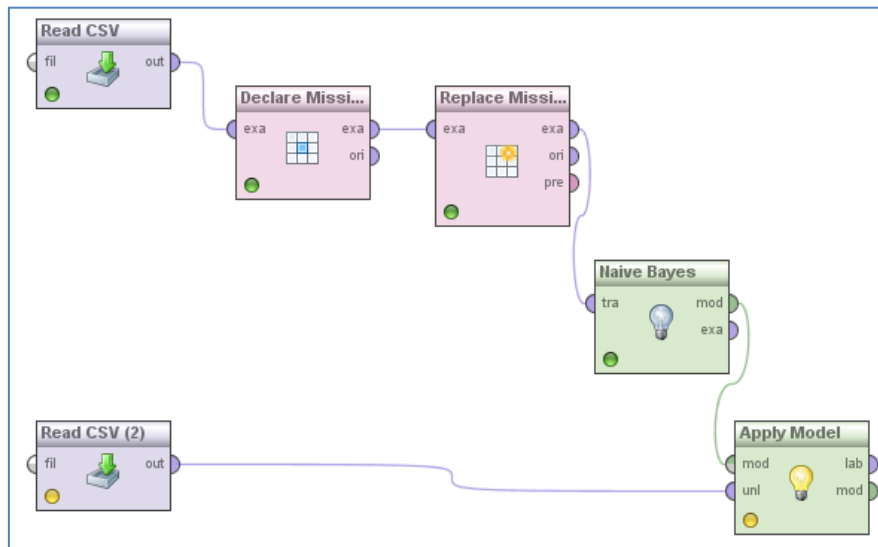 Read CSV
fil out
Declare Missi...
exa exa
ori
Replace Missi...
exa exa
ori
pre
Naive Bayes
tra mod
exa
Read CSV (2)
fil out
Apply Model
mod lab
unl mod